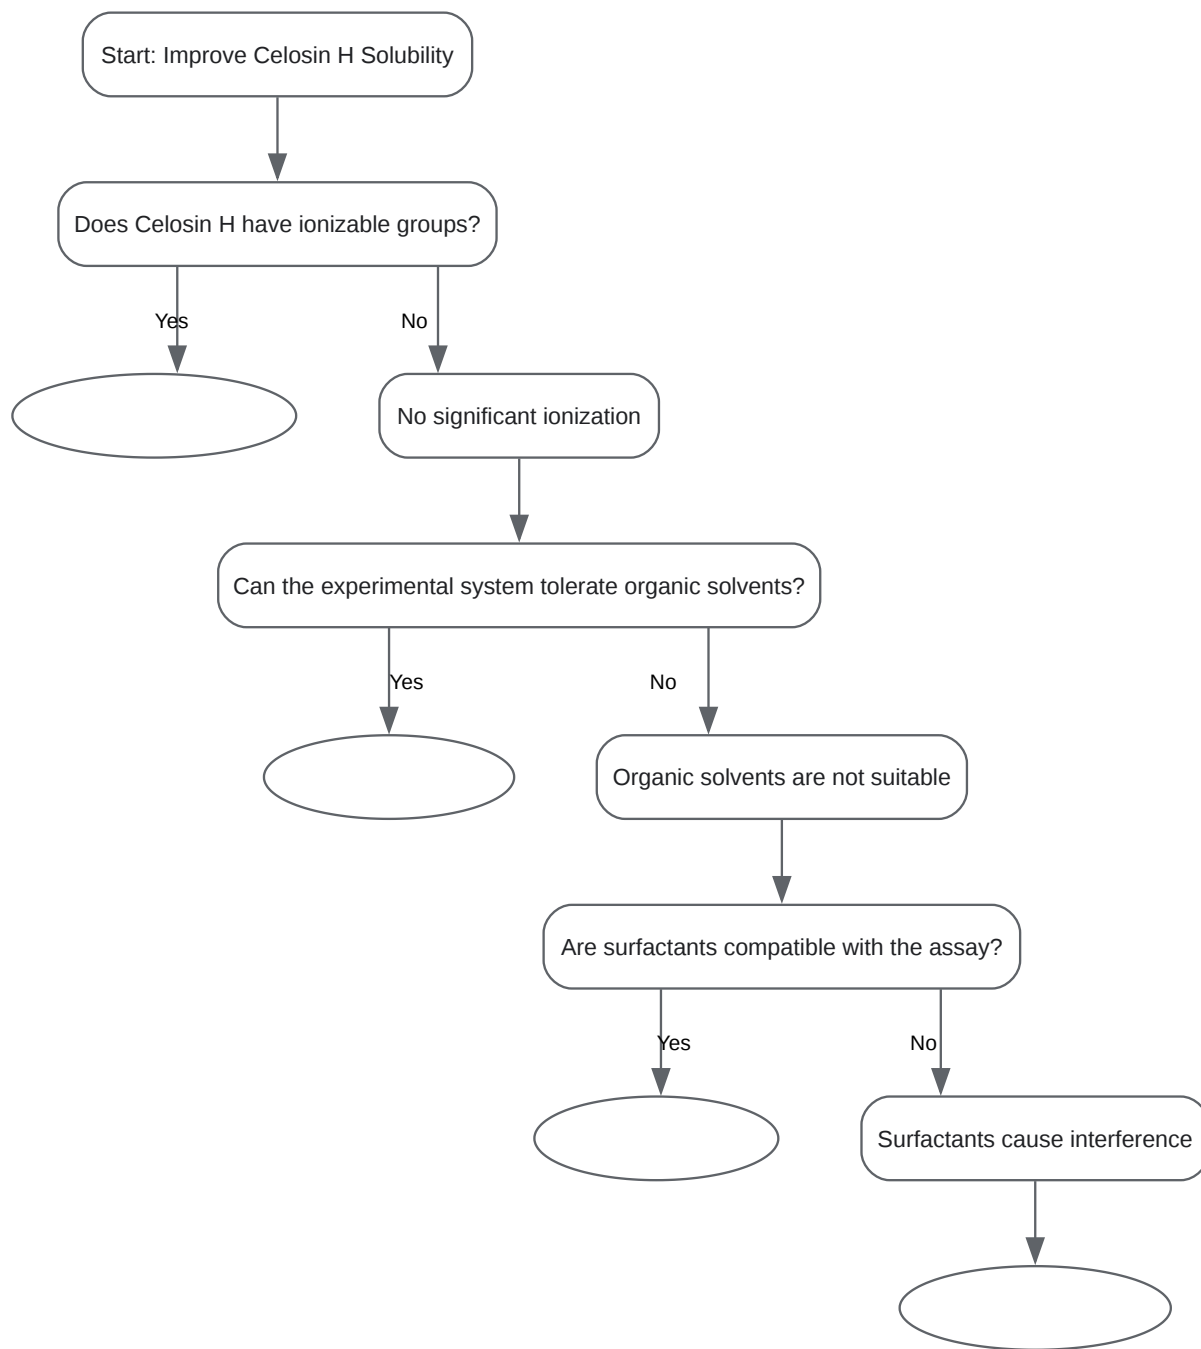 Start: Improve Celosin H Solubility
Does Celosin H have ionizable groups?
Yes
No
No significant ionization
Can the experimental system tolerate organic solvents?
Yes
No
Organic solvents are not suitable
Are surfactants compatible with the assay?
Yes
No
Surfactants cause interference